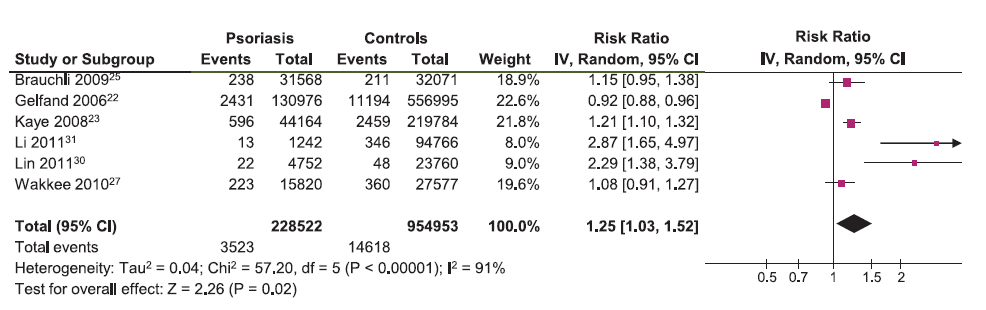 Psoriasis Controls Risk Ratio Risk Ratio
Study or Subgroup Events Total Events Total Weight IV, Random, 95% CI IV, Random, 95% CI
Brauchli 2009²⁵ 238 31568 211 32071 18.9% 1.15 [0.95, 1.38]
Gelfand 2006²² 2431 130976 11194 556995 22.6% 0.92 [0.88, 0.96]
Kaye 2008²³ 596 44164 2459 219784 21.8% 1.21 [1.10, 1.32]
Li 2011³¹ 13 1242 346 94766 8.0% 2.87 [1.65, 4.97]
Lin 2011³⁰ 22 4752 48 23760 9.0% 2.29 [1.38, 3.79]
Wakkee 2010²⁷ 223 15820 360 27577 19.6% 1.08 [0.91, 1.27]
Total (95% CI) 228522 954953 100.0% 1.25 [1.03, 1.52]
Total events 3523 14618
Heterogeneity: Tau² = 0.04; Chi² = 57.20, df = 5 (P < 0.00001); I² = 91%
Test for overall effect: Z = 2.26 (P = 0.02)
0.5 0.7 1 1.5 2